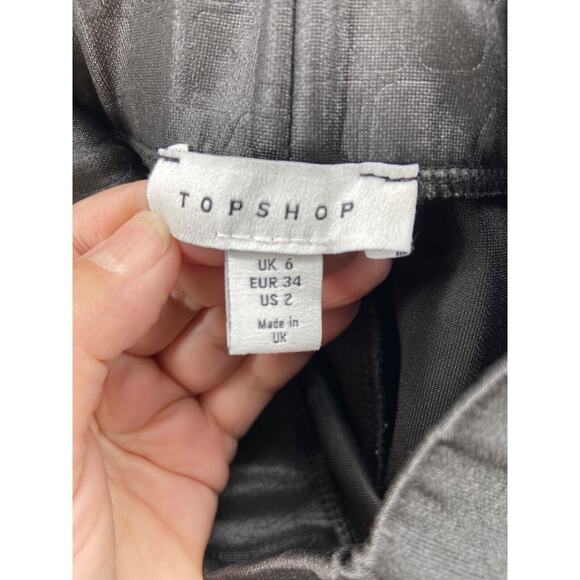 TOPSHOP
UK 6
EUR 34
US 2
Made in
UK